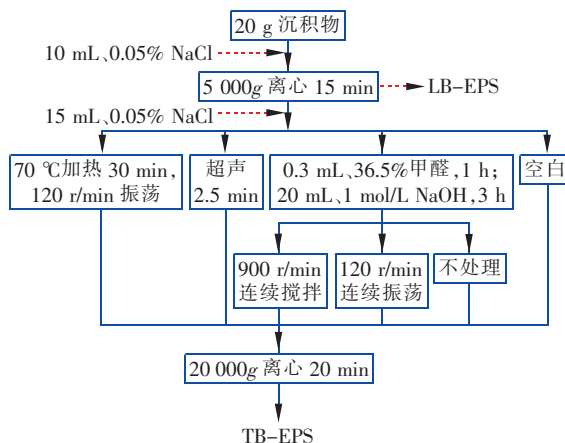 20 g 沉积物
10 mL、0.05% NaCl
5 000g 离心 15 min
LB-EPS
15 mL、0.05% NaCl
70 ℃加热 30 min,
120 r/min 振荡
超声
2.5 min
0.3 mL、36.5%甲醛,1 h;
20 mL、1 mol/L NaOH,3 h
空白
900 r/min
连续搅拌
120 r/min
连续振荡
不处理
20 000g 离心 20 min
TB-EPS